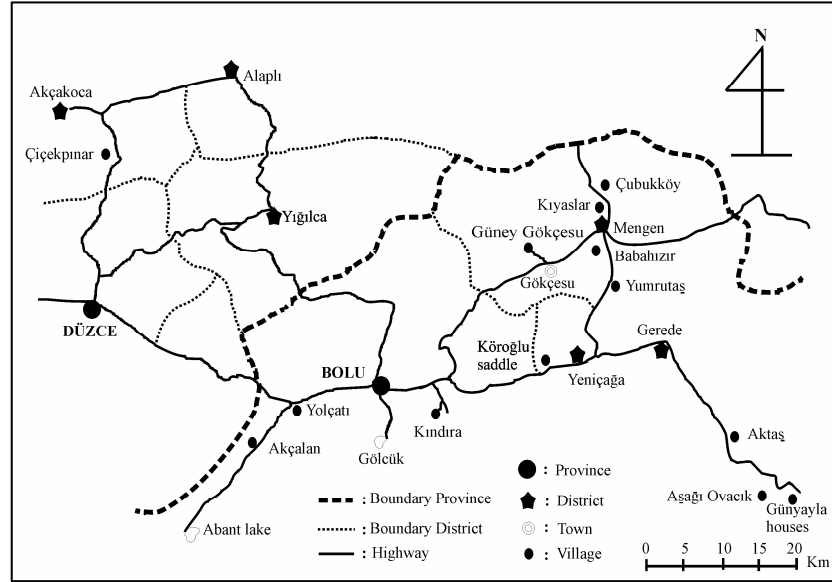 N
Alaplı
Akçakoca
Çiçekpınar
Çubukköy
Kıyaslar
Yığılca
Mengen
Güney Gökçesu
Babahızır
Gökçesu
Yumrutaş
DÜZCE
Gerede
Köroğlu
saddle
BOLU
Yeniçağa
Yolçatı
Kındıra
Aktaş
Akçalan
Gölcük
: Province
: Boundary Province
: District
Aşağı Ovacık
Günyayla
houses
: Boundary District
: Town
Abant lake
: Highway
: Village
0 5 10 15 20
Km